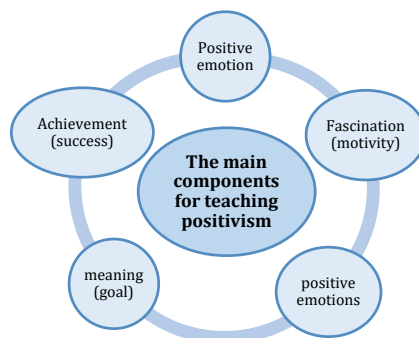 Positive
emotion
Fascination
(motivity)
positive
emotions
meaning
(goal)
Achievement
(success)
The main
components
for teaching
positivism